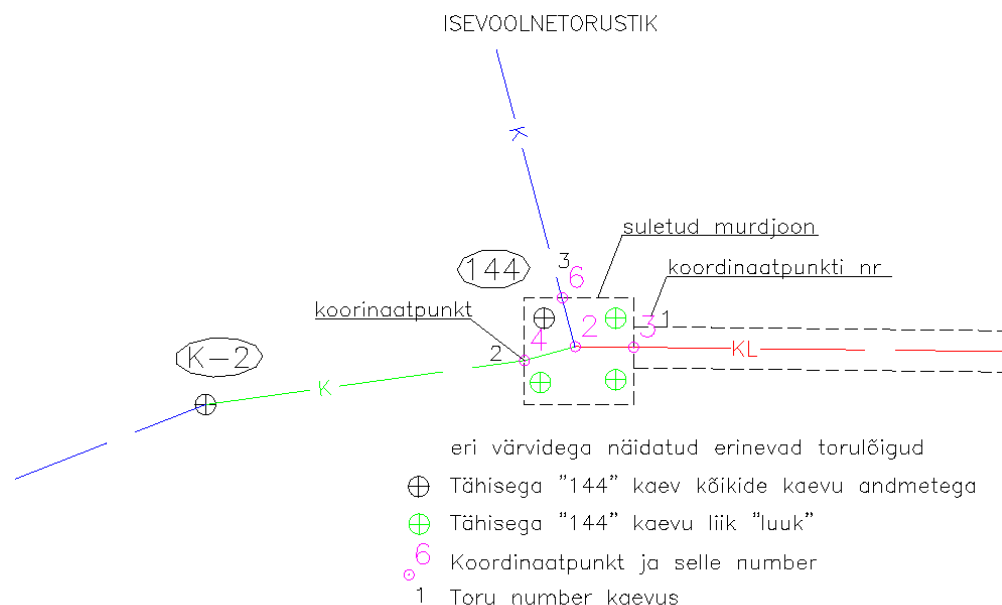 ISEVOOLNETORUSTIK
K
suletud murdjoon
144
3
6
koordinaatpunkti nr
koorinaatpunkt
4
2
3
1
K-2
2
KL
K
eri värvidega näidatud erinevad torulõigud
Tähisega "144" kaev kõikide kaevu andmetega
Tähisega "144" kaevu liik "luuk"
6 Koordinaatpunkt ja selle number
1 Toru number kaevus